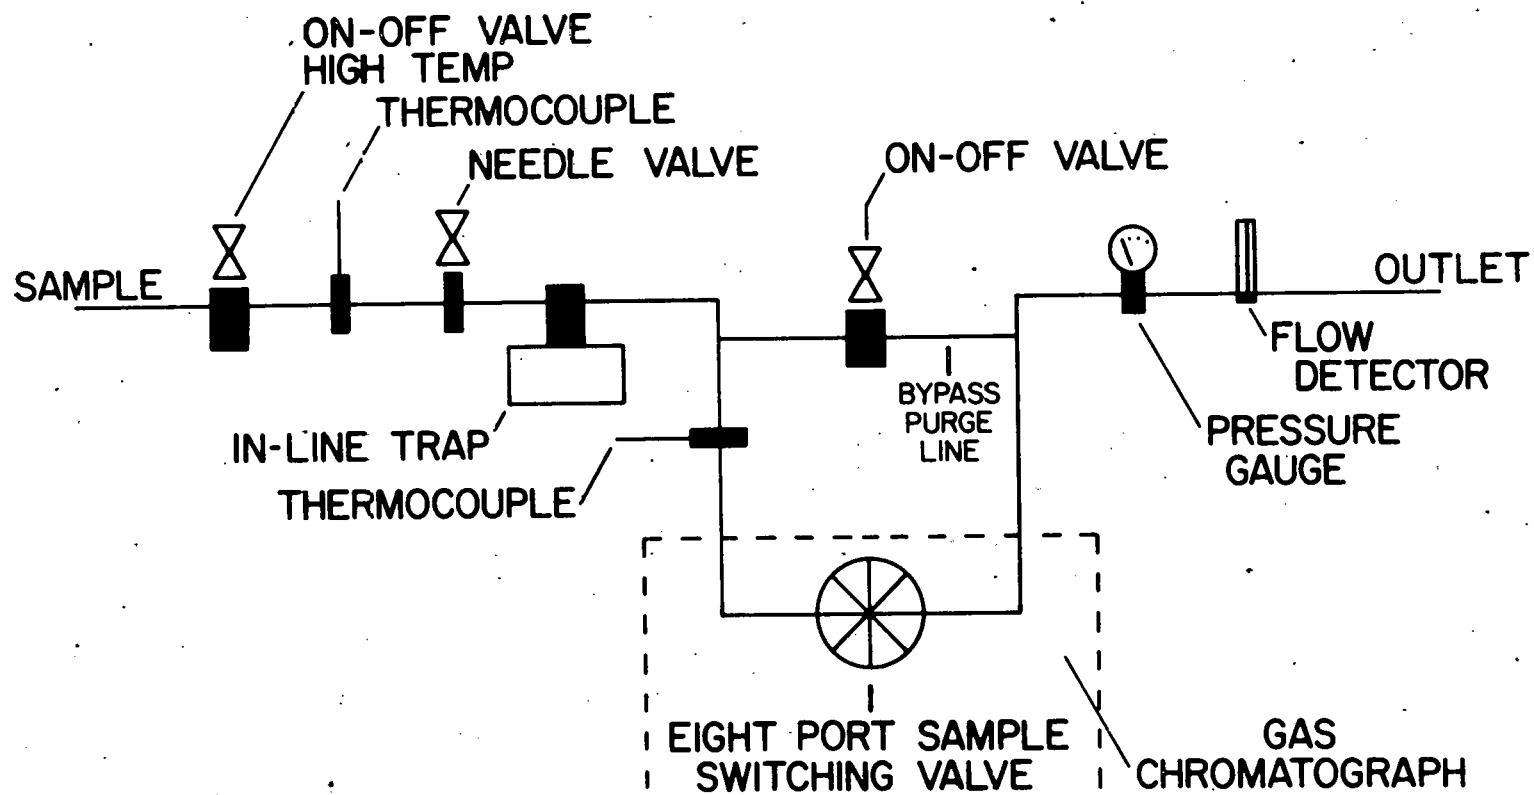 ON-OFF VALVE
HIGH TEMP
THERMOCOUPLE
NEEDLE VALVE
ON-OFF VALVE
SAMPLE
OUTLET
FLOW
DETECTOR
BYPASS
PURGE
LINE
PRESSURE
GAUGE
IN-LINE TRAP
THERMOCOUPLE
EIGHT PORT SAMPLE
SWITCHING VALVE
GAS
CHROMATOGRAPH